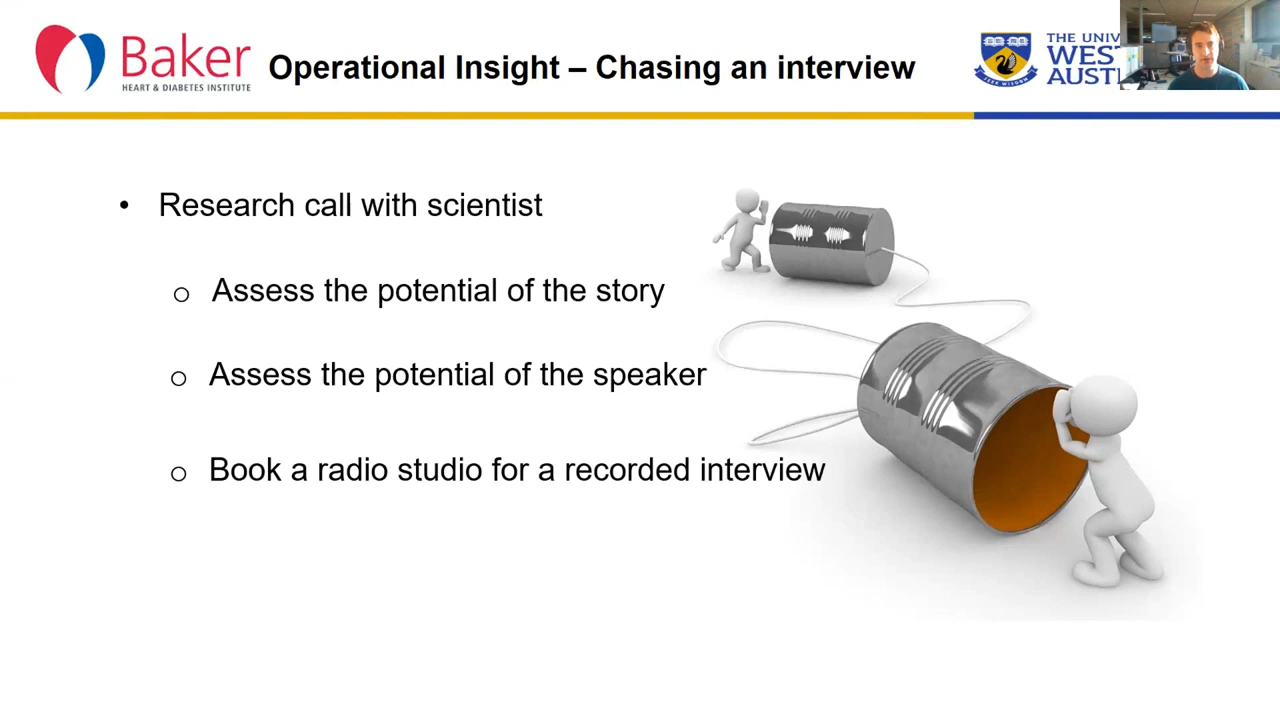 Baker
HEART & DIABETES INSTITUTE
Operational Insight – Chasing an interview
THE UNIV
WEST
AUST
• Research call with scientist
o Assess the potential of the story
o Assess the potential of the speaker
o Book a radio studio for a recorded interview